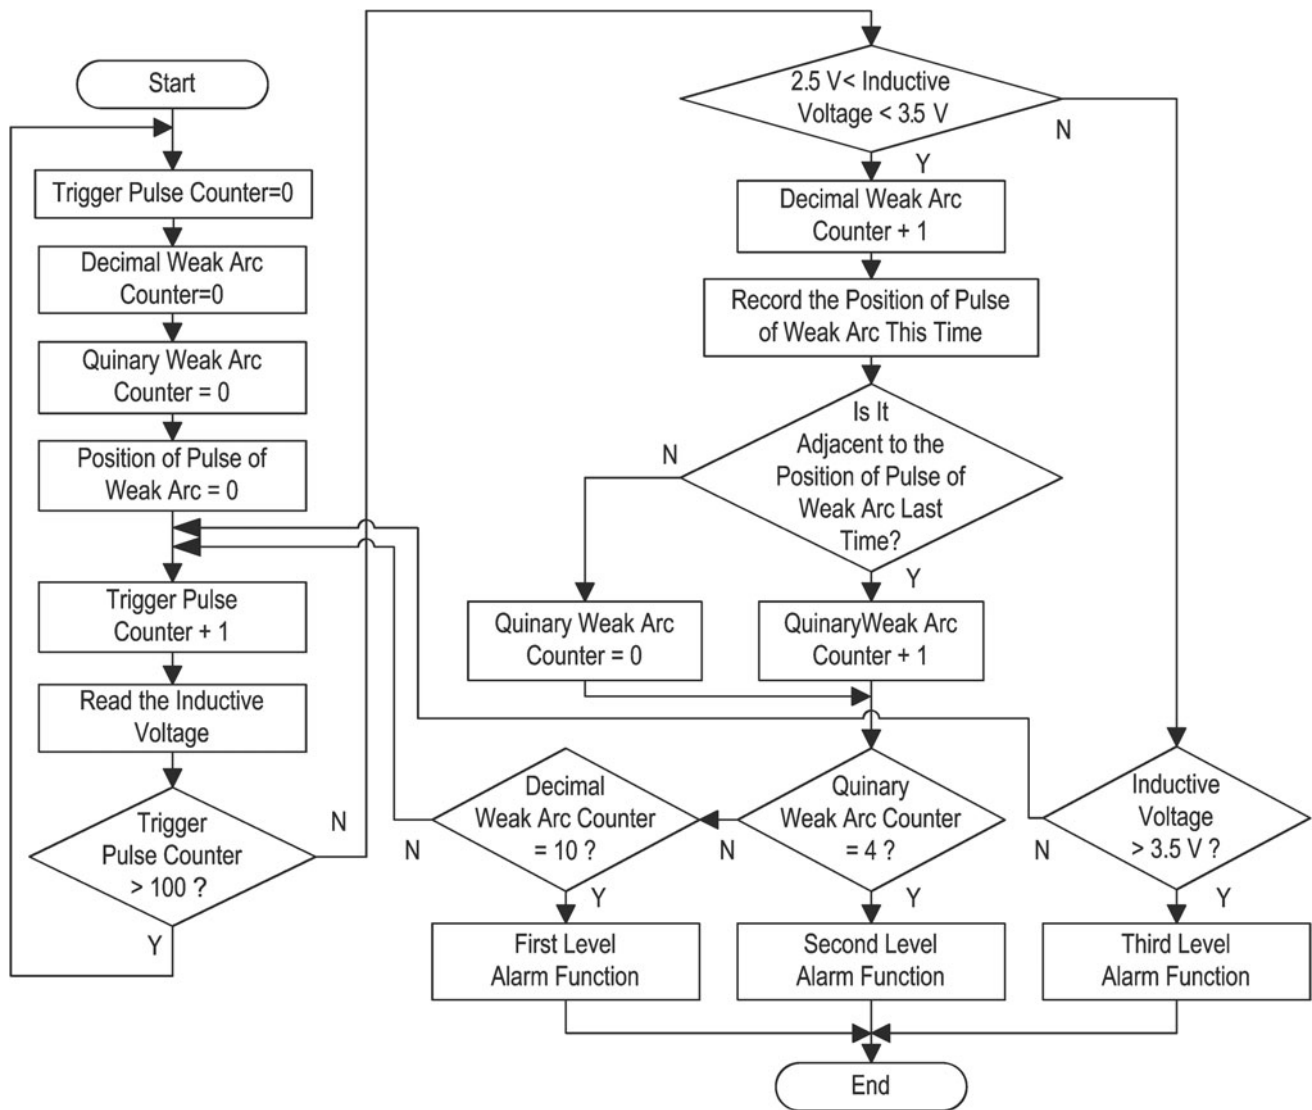 Start
Trigger Pulse Counter=0
Decimal Weak Arc
Counter=0
Quinary Weak Arc
Counter = 0
Position of Pulse of
Weak Arc = 0
Trigger Pulse
Counter + 1
Read the Inductive
Voltage
Trigger
Pulse Counter
> 100 ?
N
Y
2.5 V< Inductive
Voltage < 3.5 V
N
Y
Decimal Weak Arc
Counter + 1
Record the Position of Pulse
of Weak Arc This Time
Is It
Adjacent to the
Position of Pulse of
Weak Arc Last
Time?
N
Y
Quinary Weak Arc
Counter = 0
QuinaryWeak Arc
Counter + 1
Quinary
Weak Arc Counter
= 4 ?
N
Y
Decimal
Weak Arc Counter
= 10 ?
N
Y
Inductive
Voltage
> 3.5 V ?
N
Y
First Level
Alarm Function
Second Level
Alarm Function
Third Level
Alarm Function
End